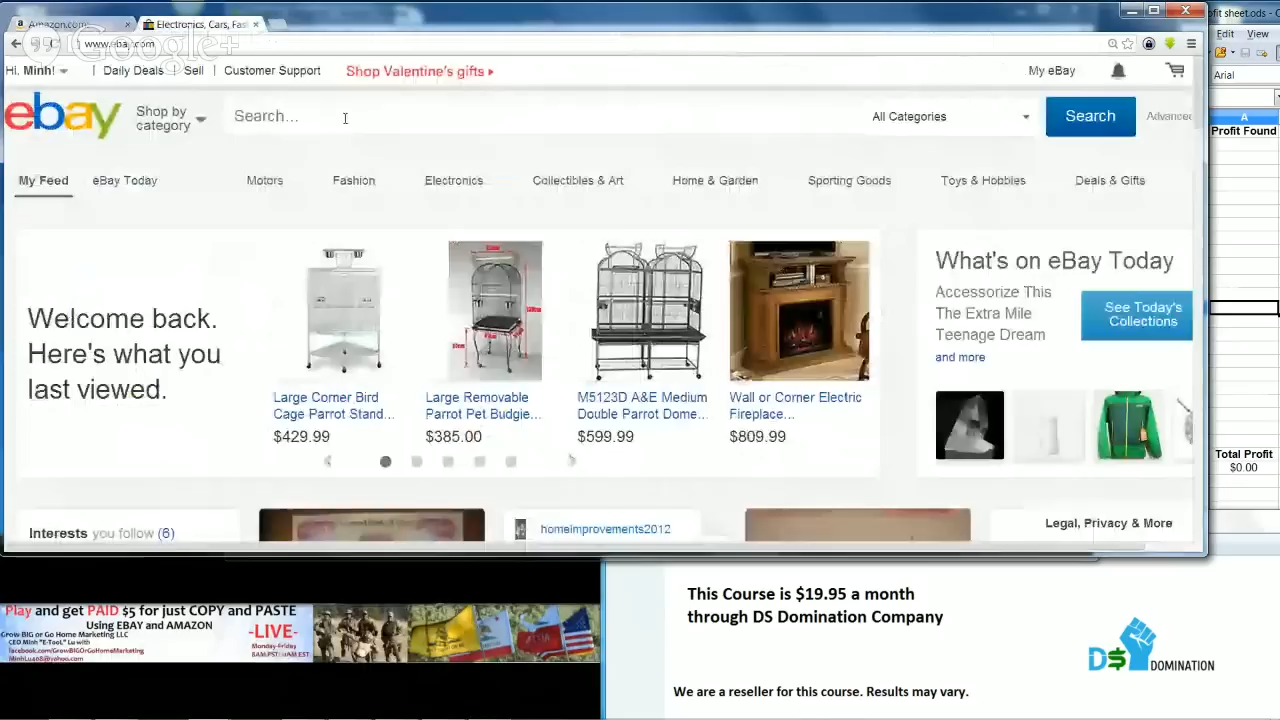 Amazon.com
Electronics, Cars, Fas
ofit sheet.ods - C
Google+
www.ebay.com
Edit View
Hi, Minh!
Daily Deals
Sell
Customer Support
Shop Valentine's gifts
My eBay
Arial
ebay
Shop by
category
Search...
All Categories
Search
Advanced
A
Profit Found
My Feed
eBay Today
Motors
Fashion
Electronics
Collectibles & Art
Home & Garden
Sporting Goods
Toys & Hobbies
Deals & Gifts
Welcome back.
Here's what you
last viewed.
Large Corner Bird
Cage Parrot Stand...
$429.99
Large Removable
Parrot Pet Budgie...
$385.00
M5123D A&E Medium
Double Parrot Dome...
$599.99
Wall or Corner Electric
Fireplace...
$809.99
What's on eBay Today
Accessorize This
The Extra Mile
Teenage Dream
and more
See Today's
Collections
Total Profit
$0.00
Interests you follow (6)
homeimprovements2012
Legal, Privacy & More
Play and get PAID $5 for just COPY and PASTE
Using EBAY and AMAZON
Grow BIG or Go Home Marketing LLC
CEO Minh "E-Tool" Lu with
facebook.com/GrowBIGOrGoHomeMarketing
MinhLu408@yahoo.com
-LIVE-
Monday-Friday
8AM.PST/11AM.EST
This Course is $19.95 a month
through DS Domination Company
D$ DOMINATION
We are a reseller for this course. Results may vary.